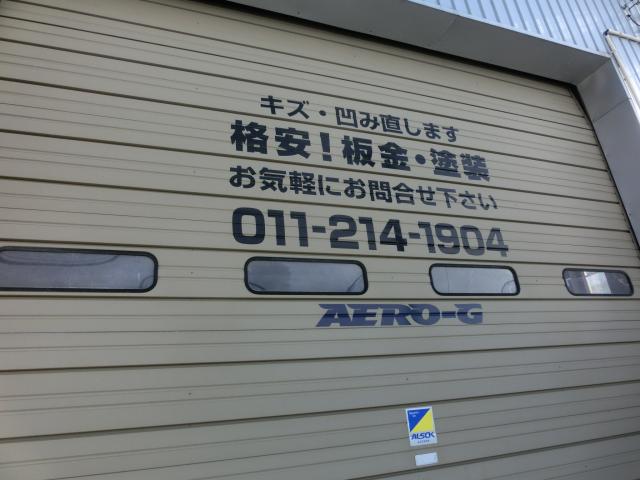 キズ・凹み直します
格安！板金・塗装
お気軽にお問合せ下さい
011-214-1904
AERO-G
ALSOK